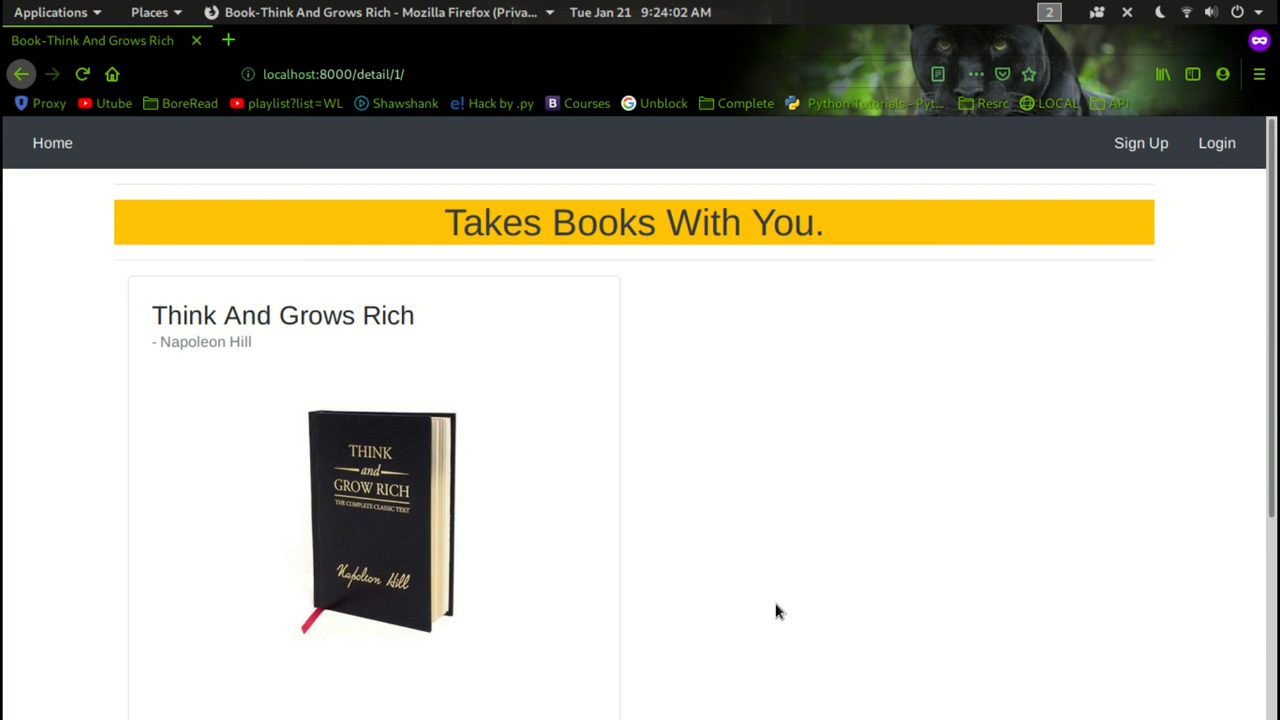 Applications Places Book-Think And Grows Rich - Mozilla Firefox (Priva... Tue Jan 21 9:24:02 AM 2
Book-Think And Grows Rich
localhost:8000/detail/1/
Proxy Utube BoreRead playlist?list=WL Shawshank e! Hack by .py B Courses G Unblock Complete Python Tutorials - Pyt... Resrc LOCAL API
Home Sign Up Login
Takes Books With You.
Think And Grows Rich
- Napoleon Hill
THINK
and
GROW RICH
THE COMPLETE CLASSIC TEXT
Napoleon Hill